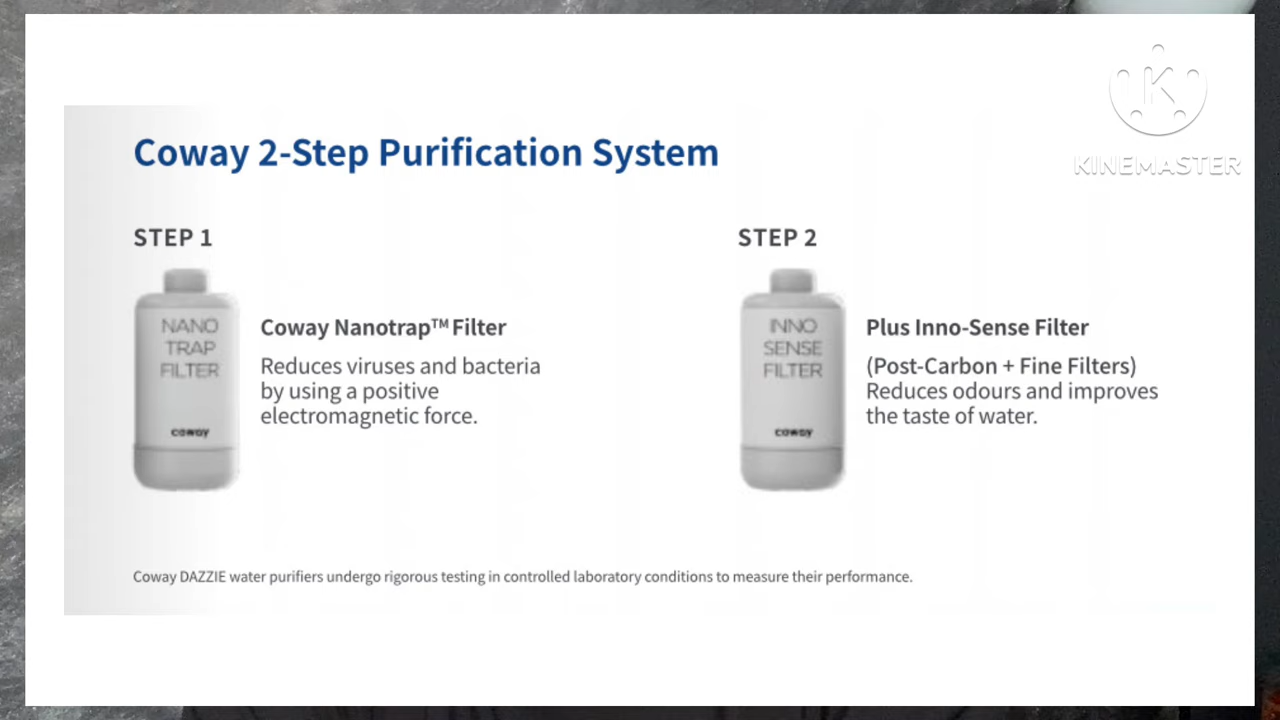 Coway 2-Step Purification System
STEP 1
NANO
TRAP
FILTER
coway
Coway Nanotrap™ Filter
Reduces viruses and bacteria
by using a positive
electromagnetic force.
STEP 2
INNO
SENSE
FILTER
coway
Plus Inno-Sense Filter
(Post-Carbon + Fine Filters)
Reduces odours and improves
the taste of water.
Coway DAZZIE water purifiers undergo rigorous testing in controlled laboratory conditions to measure their performance.
K
KINEMASTER